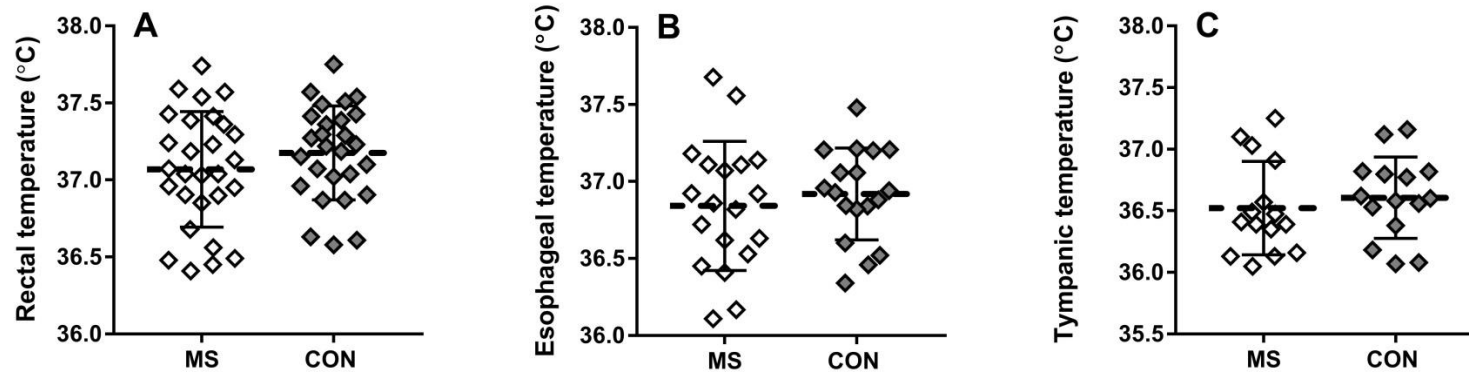 A
Rectal temperature (°C)
38.0
37.5
37.0
36.5
36.0
MS CON
B
Esophageal temperature (°C)
38.0
37.5
37.0
36.5
36.0
MS CON
C
Tympanic temperature (°C)
38.0
37.5
37.0
36.5
36.0
35.5
MS CON